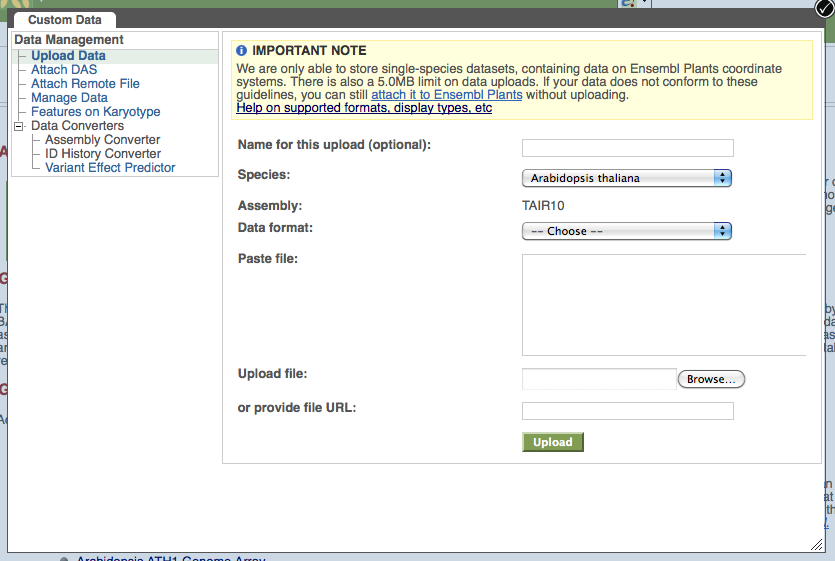 Custom Data
Data Management
Upload Data
Attach DAS
Attach Remote File
Manage Data
Features on Karyotype
Data Converters
Assembly Converter
ID History Converter
Variant Effect Predictor
IMPORTANT NOTE
We are only able to store single-species datasets, containing data on Ensembl Plants coordinate
systems. There is also a 5.0MB limit on data uploads. If your data does not conform to these
guidelines, you can still attach it to Ensembl Plants without uploading.
Help on supported formats, display types, etc
Name for this upload (optional):
Species: Arabidopsis thaliana
Assembly: TAIR10
Data format: -- Choose --
Paste file:
Upload file: Browse...
or provide file URL:
Upload
Arabidopsis ATH1 Genome Array